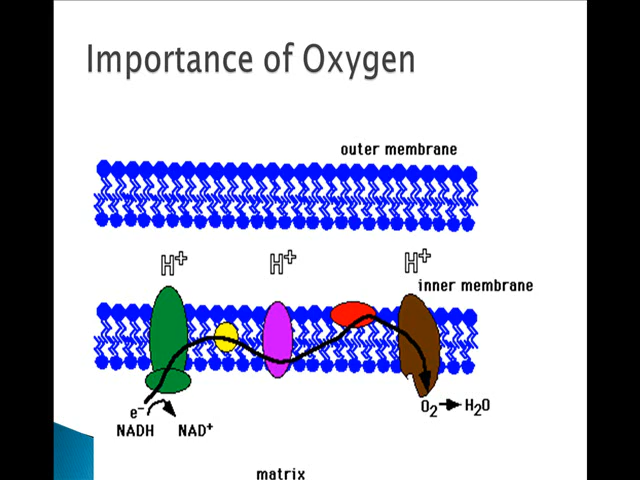 Importance of Oxygen
outer membrane
H+ H+ H+
inner membrane
e–
NADH NAD+
O2 H2O
matrix